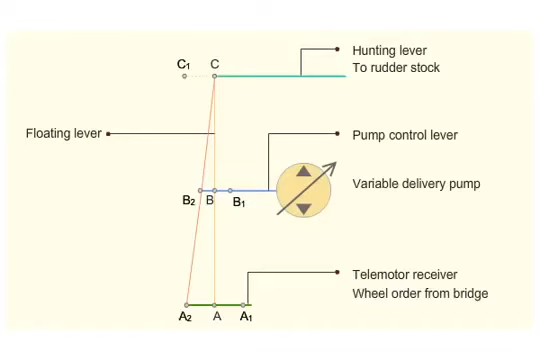 C1 C
Hunting lever
To rudder stock
Floating lever
Pump control lever
Variable delivery pump
B2 B B1
Telemotor receiver
Wheel order from bridge
A2 A A1